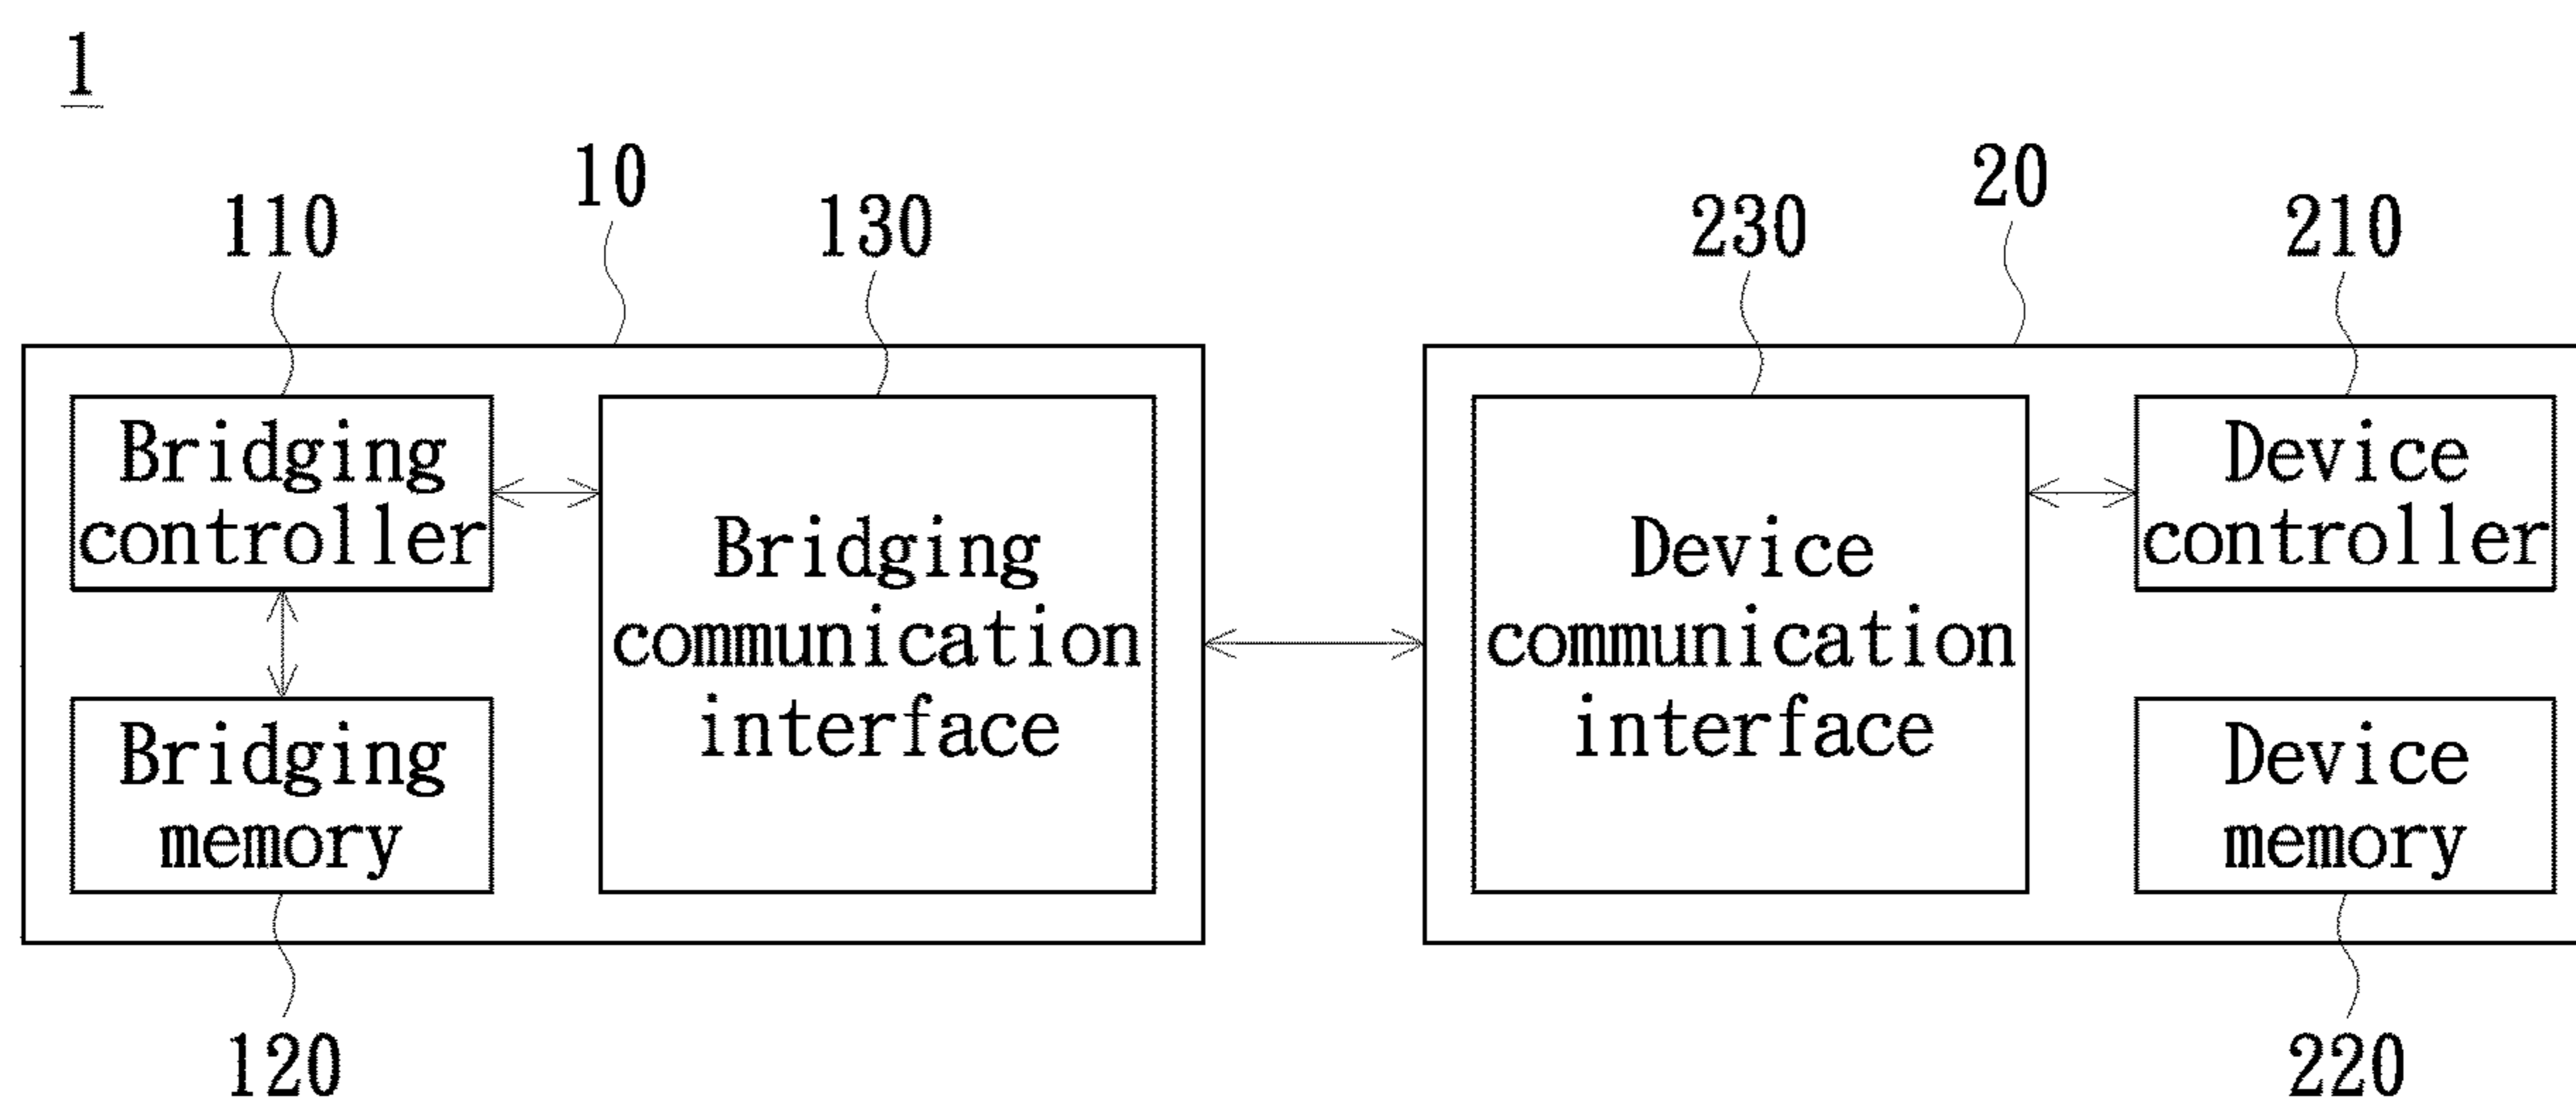 1
10
20
110
130
230
210
Bridging
controller
Bridging
communication
interface
Device
communication
interface
Device
controller
Bridging
memory
Device
memory
120
220